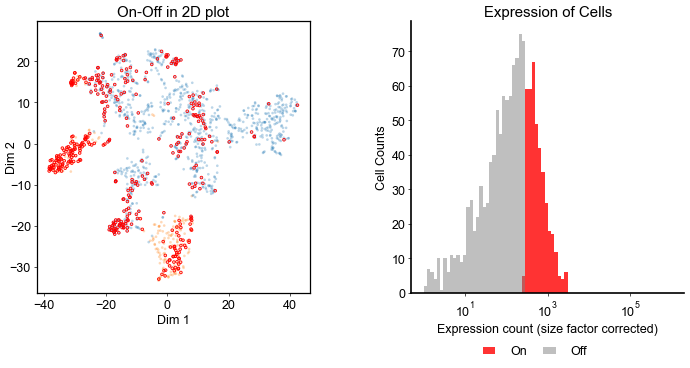 On-Off in 2D plot
20
10
0
−10
−20
−30
Dim 2
−40
−20
0
20
40
Dim 1
Expression of Cells
70
60
50
40
30
20
10
0
Cell Counts
10^1
10^3
10^5
Expression count (size factor corrected)
On
Off